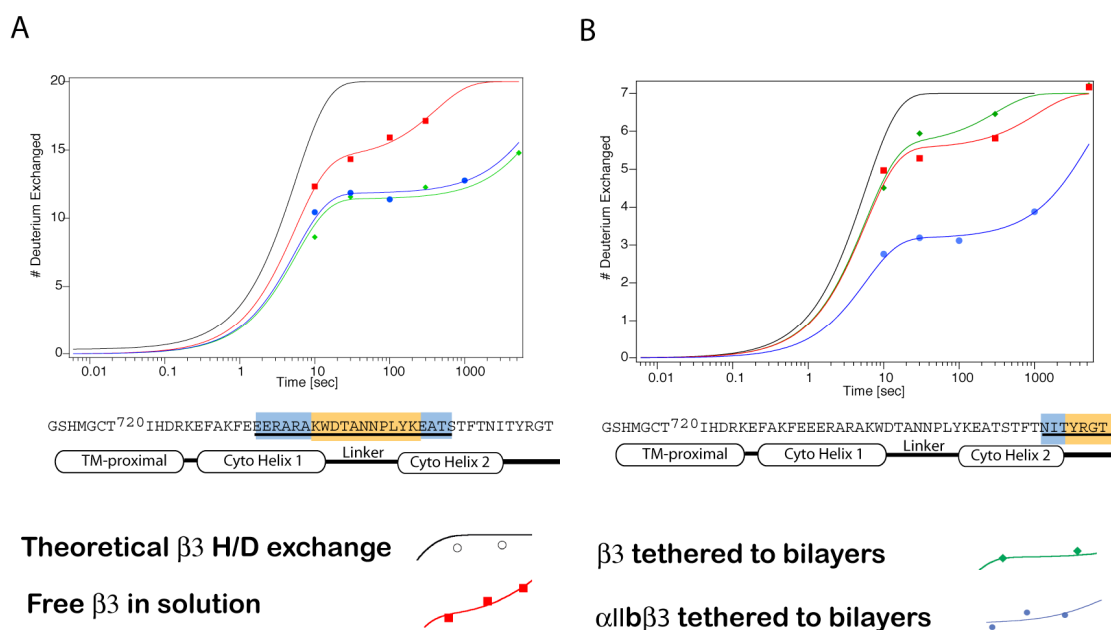 A
B
20
15
10
5
0
# Deuterium Exchanged
0.01 0.1 1 10 100 1000
Time [sec]
7
6
5
4
3
2
1
0
# Deuterium Exchanged
0.01 0.1 1 10 100 1000
Time [sec]
GSHMGCT720IHDRKEFAKFEEERARAKWDTANNPLYKEATSTFTNITYRGT
TM-proximal Cyto Helix 1 Linker Cyto Helix 2
GSHMGCT720IHDRKEFAKFEEERARAKWDTANNPLYKEATSTFTNITYRGT
TM-proximal Cyto Helix 1 Linker Cyto Helix 2
Theoretical β3 H/D exchange
Free β3 in solution
β3 tethered to bilayers
αIIbβ3 tethered to bilayers